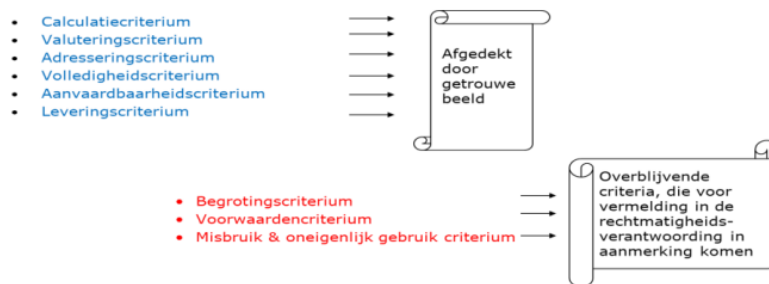 • Calculatiecriterium
• Valuteringscriterium
• Adresseringscriterium
• Volledigheidscriterium
• Aanvaardbaarheidscriterium
• Leveringscriterium
Afgedekt
door
getrouwe
beeld
• Begrotingscriterium
• Voorwaardencriterium
• Misbruik & oneigenlijk gebruik criterium
Overblijvende
criteria, die voor
vermelding in de
rechtmatigheids-
verantwoording in
aanmerking komen